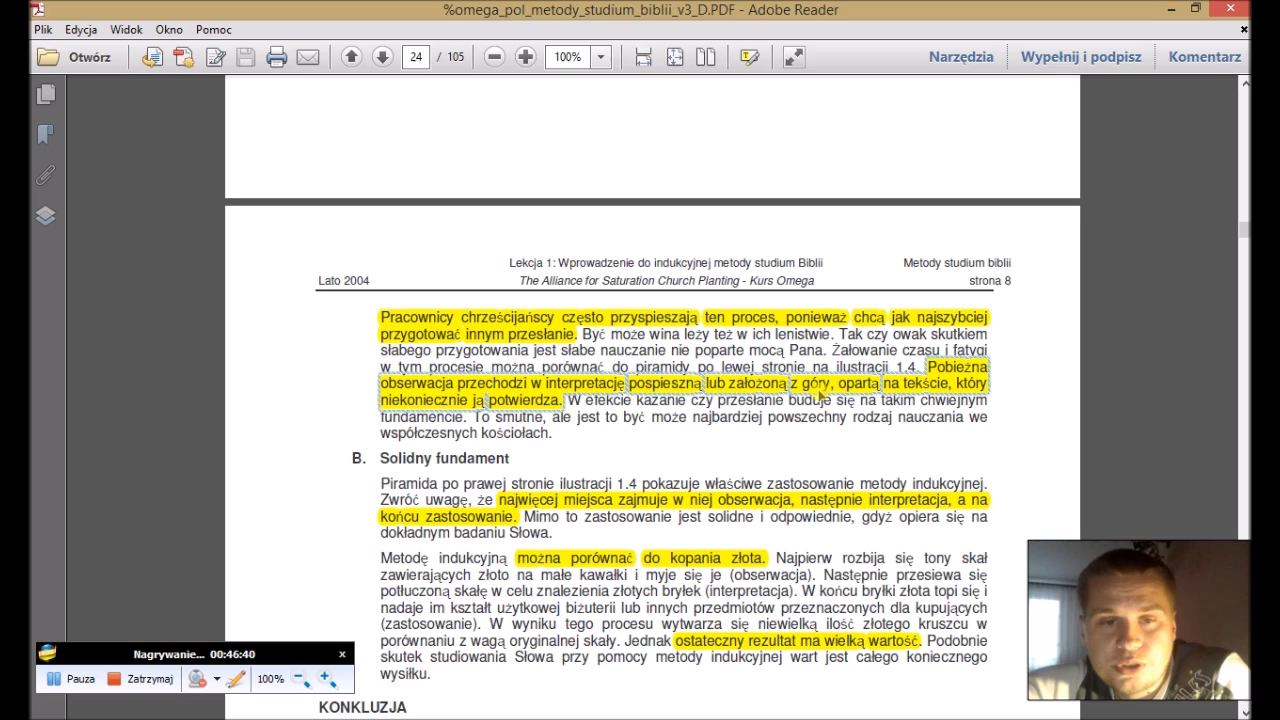 %omega_pol_metody_studium_biblii_v3_D.PDF - Adobe Reader
Plik Edycja Widok Okno Pomoc
Otwórz 24 / 105 100% Narzędzia Wypełnij i podpisz Komentarz
Lekcja 1: Wprowadzenie do indukcyjnej metody studium Biblii Metody studium biblii
Lato 2004 The Alliance for Saturation Church Planting - Kurs Omega strona 8
Pracownicy chrześcijańscy często przyspieszają ten proces, ponieważ chcą jak najszybciej
przygotować innym przesłanie. Być może wina leży też w ich lenistwie. Tak czy owak skutkiem
słabego przygotowania jest słabe nauczanie nie poparte mocą Pana. Żałowanie czasu i fatygi
w tym procesie można porównać do piramidy po lewej stronie na ilustracji 1.4. Pobieżna
obserwacja przechodzi w interpretację pospieszną lub założoną z góry, opartą na tekście, który
niekoniecznie ją potwierdza. W efekcie kazanie czy przesłanie buduje się na takim chwiejnym
fundamencie. To smutne, ale jest to być może najbardziej powszechny rodzaj nauczania we
współczesnych kościołach.
B. Solidny fundament
Piramida po prawej stronie ilustracji 1.4 pokazuje właściwe zastosowanie metody indukcyjnej.
Zwróć uwagę, że najwięcej miejsca zajmuje w niej obserwacja, następnie interpretacja, a na
końcu zastosowanie. Mimo to zastosowanie jest solidne i odpowiednie, gdyż opiera się na
dokładnym badaniu Słowa.
Metodę indukcyjną można porównać do kopania złota. Najpierw rozbija się tony skał
zawierających złoto na małe kawałki i myje się je (obserwacja). Następnie przesiewa się
potłuczoną skałę w celu znalezienia złotych bryłek (interpretacja). W końcu bryłki złota topi się i
nadaje im kształt użytkowej biżuterii lub innych przedmiotów przeznaczonych dla kupujących
(zastosowanie). W wyniku tego procesu wytwarza się niewielką ilość złotego kruszcu w
porównaniu z wagą oryginalnej skały. Jednak ostateczny rezultat ma wielką wartość. Podobnie
skutek studiowania Słowa przy pomocy metody indukcyjnej wart jest całego koniecznego
wysiłku.
KONKLUZJA
Nagrywanie... 00:46:40
Pauza Zatrzymaj 100%